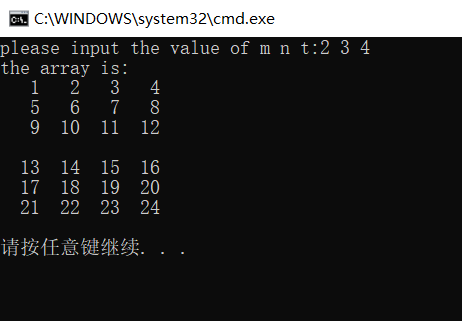 C:\WINDOWS\system32\cmd.exe
please input the value of m n t:2 3 4
the array is:
1 2 3 4
5 6 7 8
9 10 11 12
13 14 15 16
17 18 19 20
21 22 23 24
请按任意键继续. . .